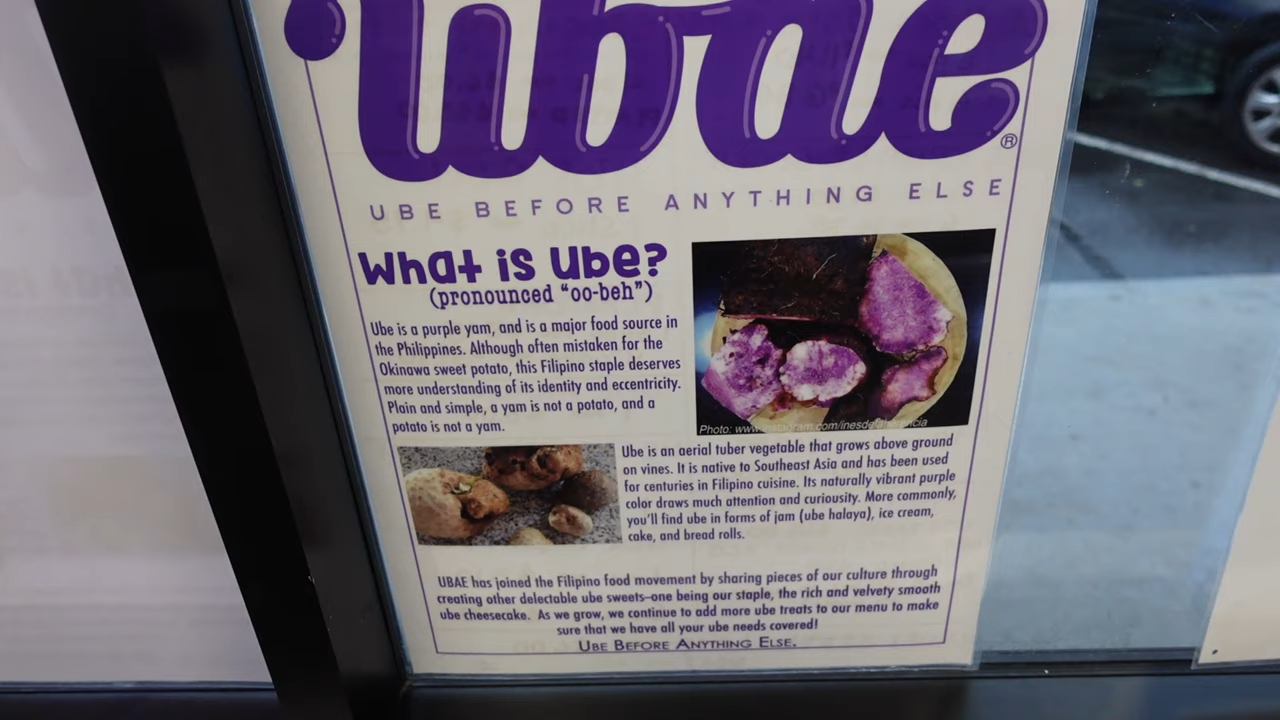 ubae
®
UBE BEFORE ANYTHING ELSE
What is Ube?
(pronounced “oo-beh”)
Ube is a purple yam, and is a major food source in
the Philippines. Although often mistaken for the
Okinawa sweet potato, this Filipino staple deserves
more understanding of its identity and eccentricity.
Plain and simple, a yam is not a potato, and a
potato is not a yam.
Photo:
Ube is an aerial tuber vegetable that grows above ground
on vines. It is native to Southeast Asia and has been used
for centuries in Filipino cuisine. Its naturally vibrant purple
color draws much attention and curiousity. More commonly,
you’ll find ube in forms of jam (ube halaya), ice cream,
cake, and bread rolls.
UBAE has joined the Filipino food movement by sharing pieces of our culture through
creating other delectable ube sweets—one being our staple, the rich and velvety smooth
ube cheesecake. As we grow, we continue to add more ube treats to our menu to make
sure that we have all your ube needs covered!
UBE BEFORE ANYTHING ELSE.